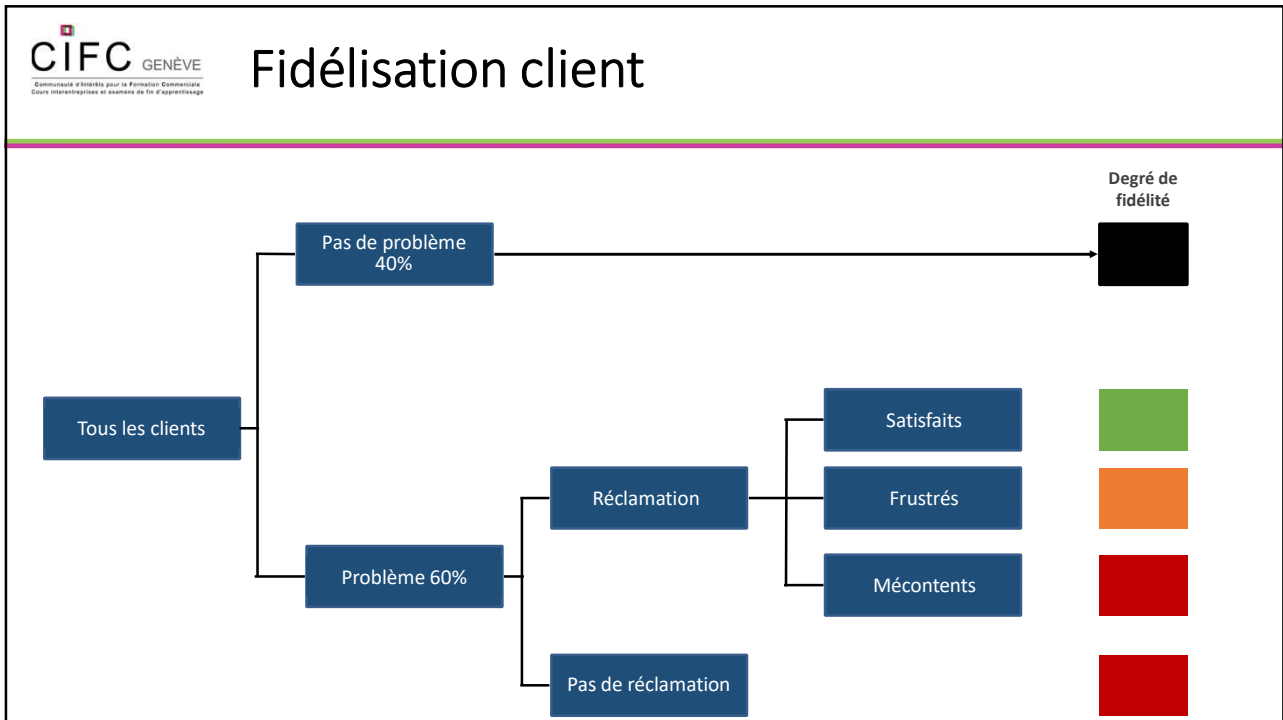 CIFC GENÈVE
Communauté d'Intérêts pour la Formation Commerciale
Cours interentreprises et examens de fin d'apprentissage
Fidélisation client
Degré de
fidélité
Pas de problème
40%
Tous les clients
Satisfaits
Réclamation
Frustrés
Problème 60%
Mécontents
Pas de réclamation